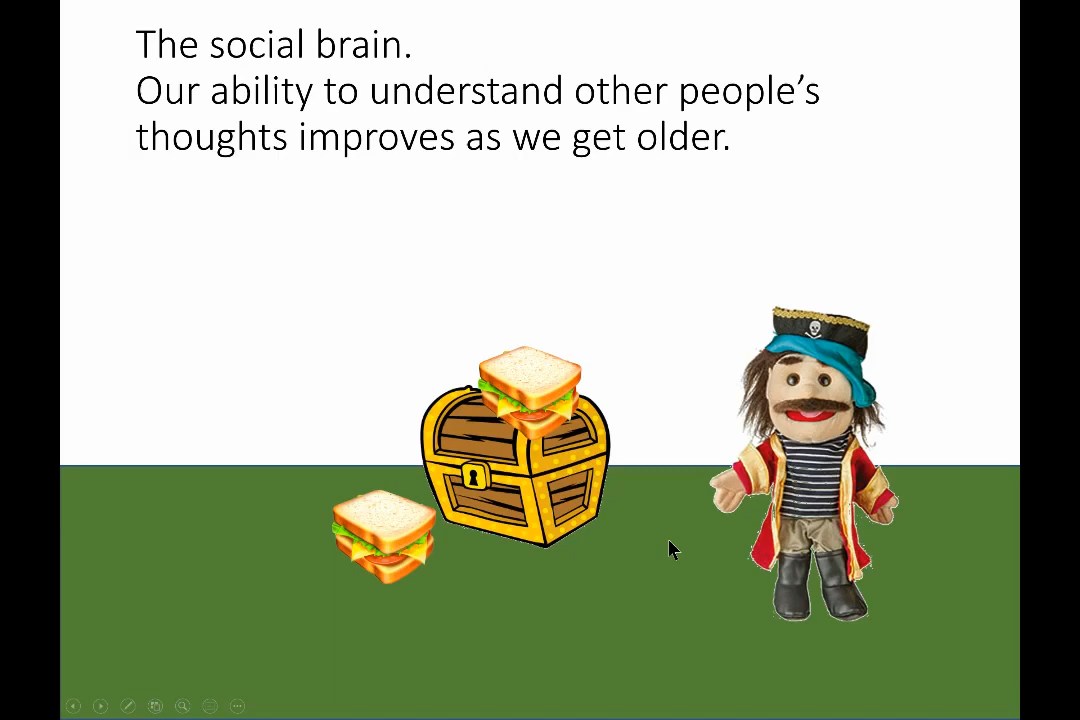 The social brain.
Our ability to understand other people’s
thoughts improves as we get older.